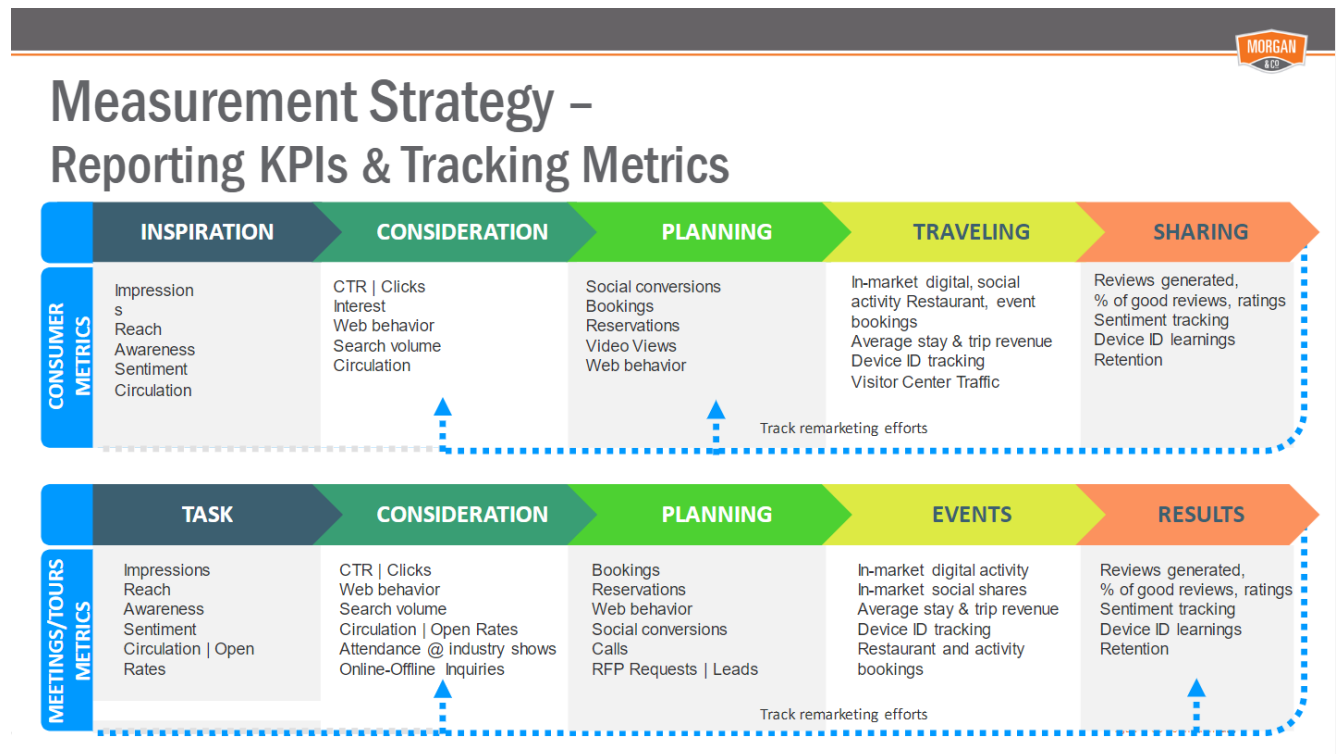 MORGAN
&CO
Measurement Strategy –
Reporting KPIs & Tracking Metrics
INSPIRATION
CONSIDERATION
PLANNING
TRAVELING
SHARING
CONSUMER
METRICS
Impression
s
Reach
Awareness
Sentiment
Circulation
CTR | Clicks
Interest
Web behavior
Search volume
Circulation
Social conversions
Bookings
Reservations
Video Views
Web behavior
In-market digital, social
activity Restaurant, event
bookings
Average stay & trip revenue
Device ID tracking
Visitor Center Traffic
Reviews generated,
% of good reviews, ratings
Sentiment tracking
Device ID learnings
Retention
Track remarketing efforts
TASK
CONSIDERATION
PLANNING
EVENTS
RESULTS
MEETINGS/TOURS
METRICS
Impressions
Reach
Awareness
Sentiment
Circulation | Open
Rates
CTR | Clicks
Web behavior
Search volume
Circulation | Open Rates
Attendance @ industry shows
Online-Offline Inquiries
Bookings
Reservations
Web behavior
Social conversions
Calls
RFP Requests | Leads
In-market digital activity
In-market social shares
Average stay & trip revenue
Device ID tracking
Restaurant and activity
bookings
Reviews generated,
% of good reviews, ratings
Sentiment tracking
Device ID learnings
Retention
Track remarketing efforts